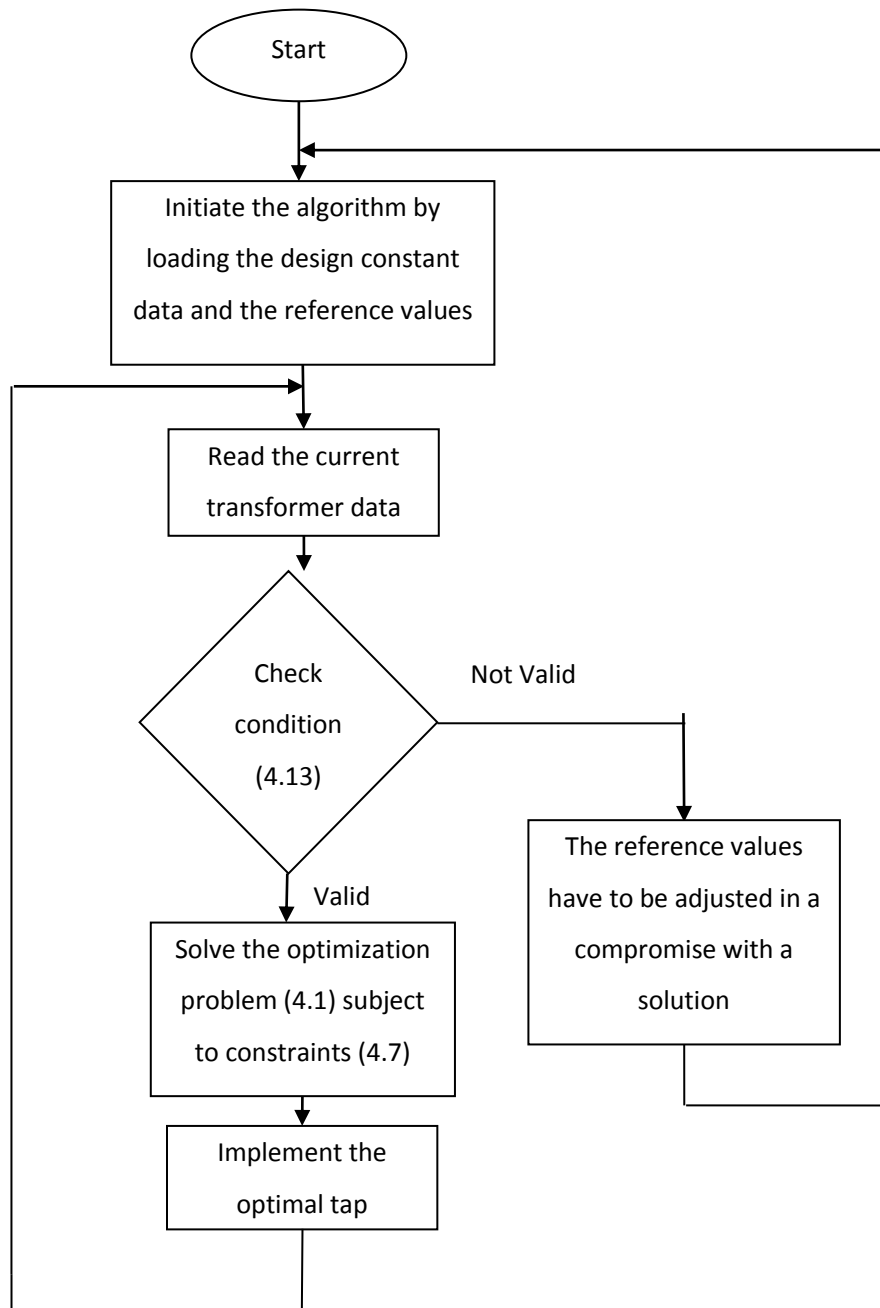 Start
Initiate the algorithm by
loading the design constant
data and the reference values
Read the current
transformer data
Check
condition
(4.13)
Not Valid
Valid
The reference values
have to be adjusted in a
compromise with a
solution
Solve the optimization
problem (4.1) subject
to constraints (4.7)
Implement the
optimal tap